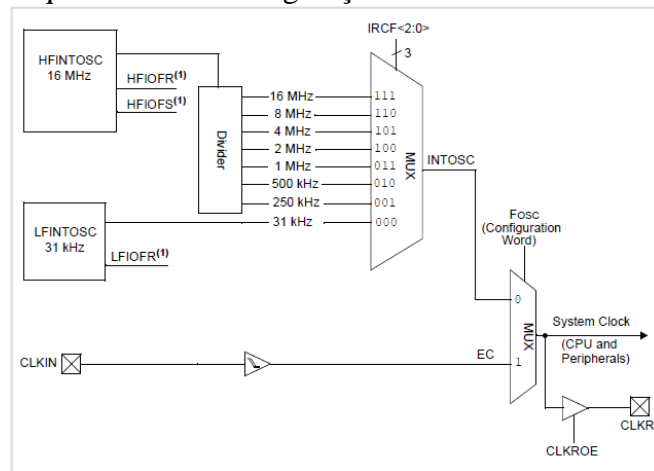 IRCF<2:0>
3
HFINTOSC
16 MHz
HFIOFR(1)
HFIOFS(1)
Divider
16 MHz
111
8 MHz
110
4 MHz
101
2 MHz
100
1 MHz
011
500 kHz
010
250 kHz
001
31 kHz
000
MUX
INTOSC
LFINTOSC
31 kHz
LFIOFR(1)
Fosc
(Configuration
Word)
0
MUX
1
System Clock
(CPU and
Peripherals)
CLKIN
EC
CLKR
CLKROE